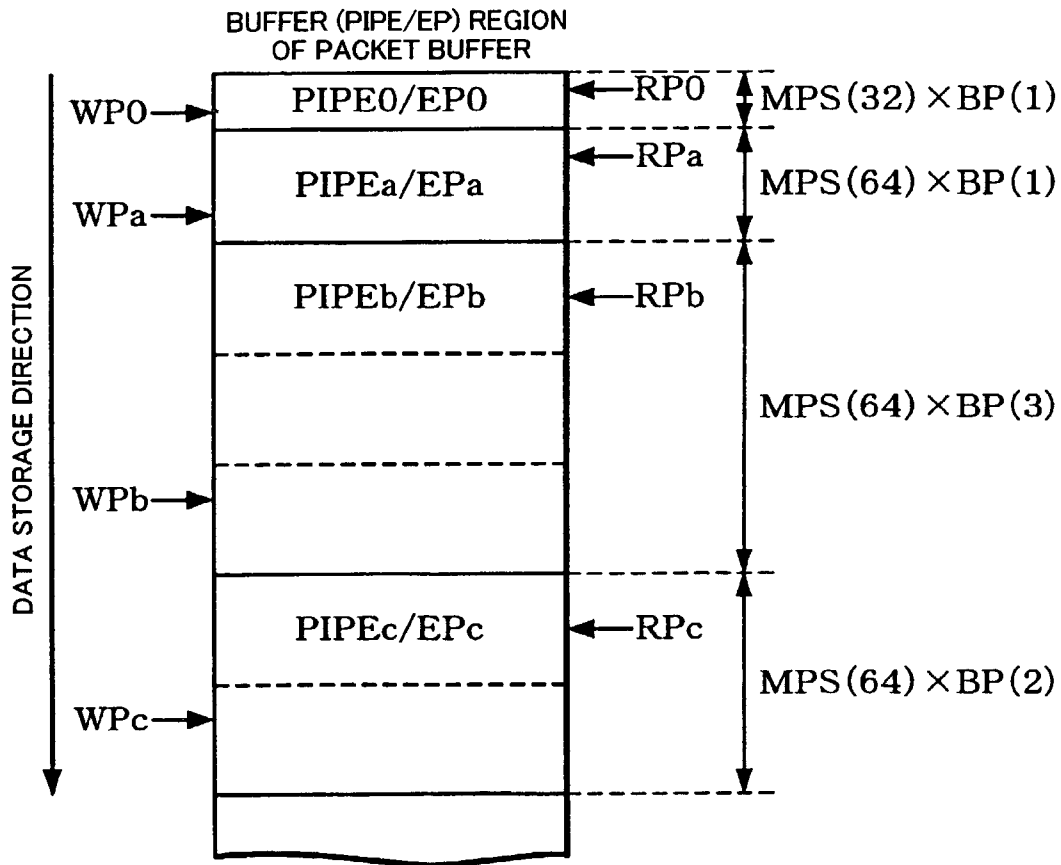 BUFFER (PIPE/EP) REGION
OF PACKET BUFFER
DATA STORAGE DIRECTION
WP0
PIPE0/EP0
RP0
MPS(32)×BP(1)
WPa
PIPEa/EPa
RPa
MPS(64)×BP(1)
PIPEb/EPb
RPb
MPS(64)×BP(3)
WPb
PIPEc/EPc
RPc
MPS(64)×BP(2)
WPc